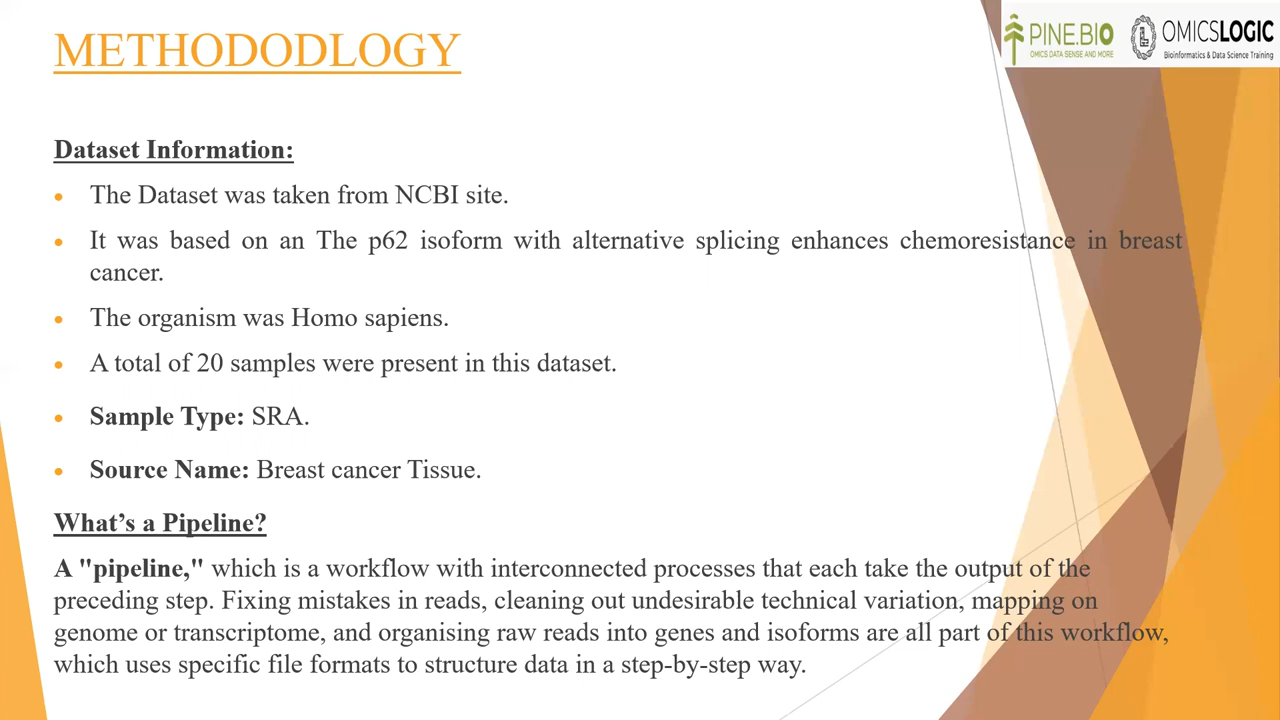 METHODODLOGY
PINE.BIO
OMICS DATA SENSE AND MORE
OMICSLOGIC
Bioinformatics & Data Science Training
Dataset Information:
• The Dataset was taken from NCBI site.
• It was based on an The p62 isoform with alternative splicing enhances chemoresistance in breast
cancer.
• The organism was Homo sapiens.
• A total of 20 samples were present in this dataset.
• Sample Type: SRA.
• Source Name: Breast cancer Tissue.
What's a Pipeline?
A "pipeline," which is a workflow with interconnected processes that each take the output of the
preceding step. Fixing mistakes in reads, cleaning out undesirable technical variation, mapping on
genome or transcriptome, and organising raw reads into genes and isoforms are all part of this workflow,
which uses specific file formats to structure data in a step-by-step way.